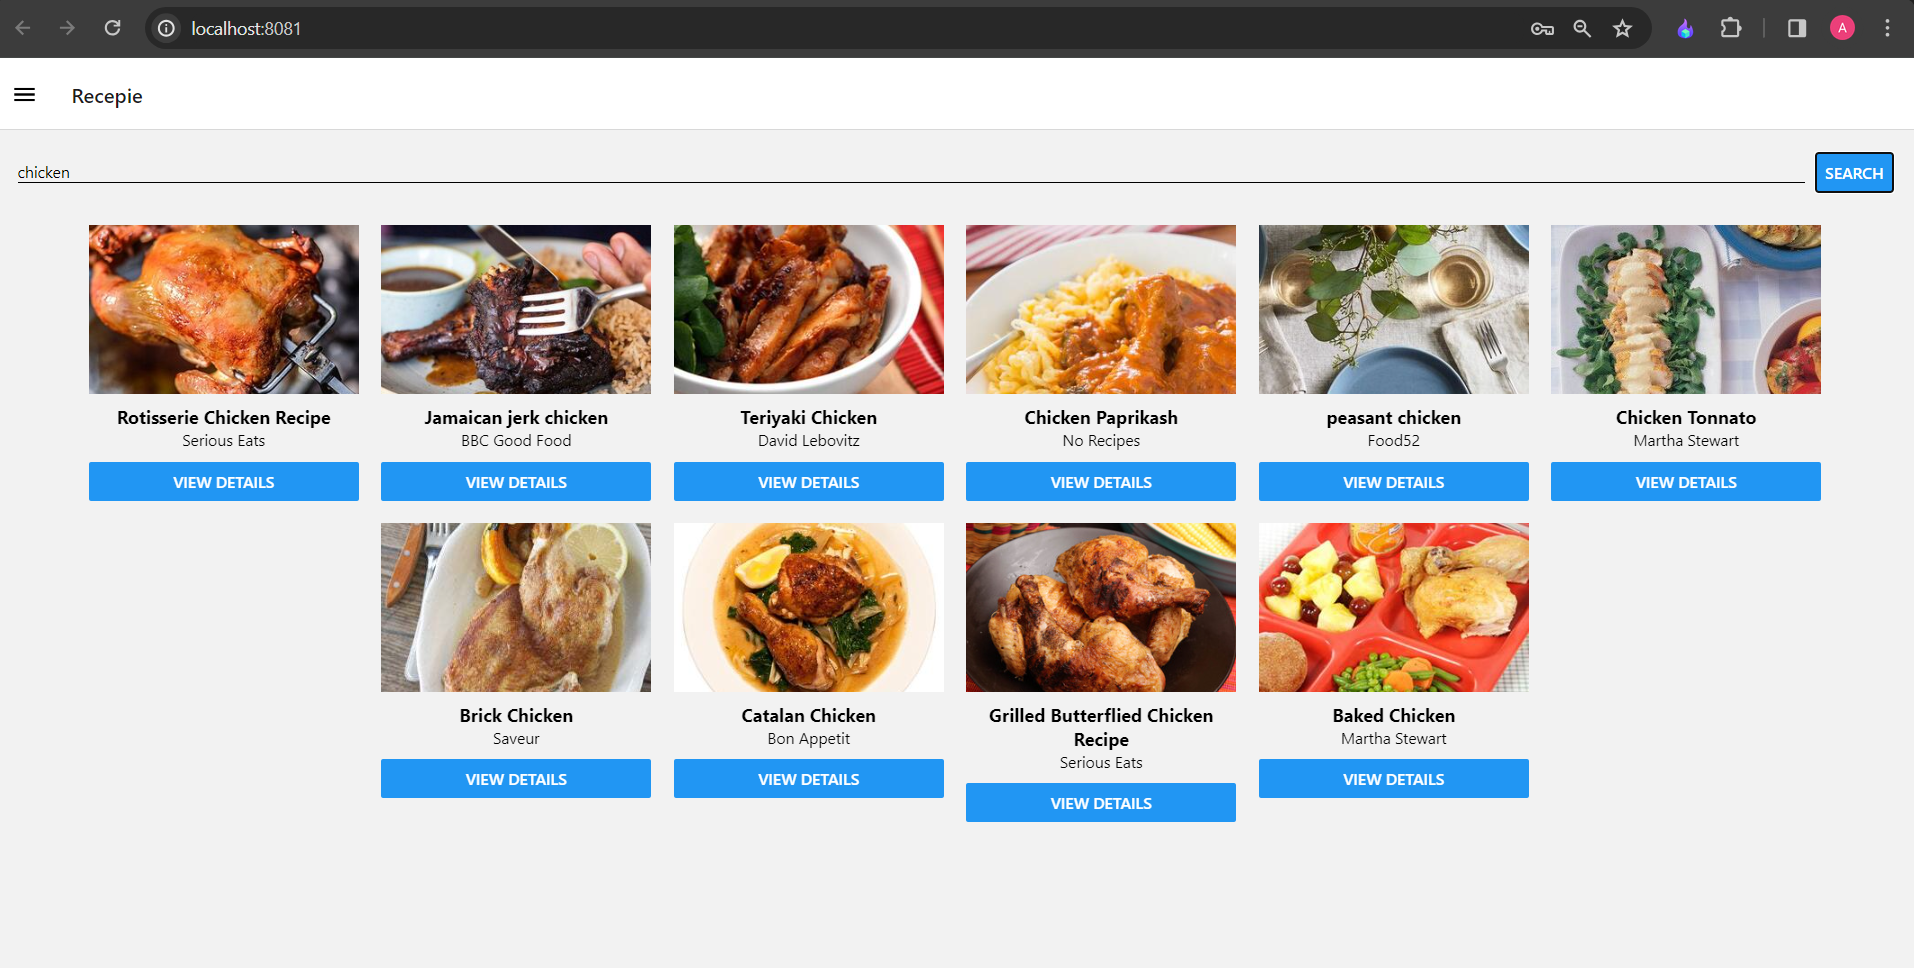 localhost:8081
A
Recepie
chicken
SEARCH
Rotisserie Chicken Recipe
Serious Eats
VIEW DETAILS
Jamaican jerk chicken
BBC Good Food
VIEW DETAILS
Teriyaki Chicken
David Lebovitz
VIEW DETAILS
Chicken Paprikash
No Recipes
VIEW DETAILS
peasant chicken
Food52
VIEW DETAILS
Chicken Tonnato
Martha Stewart
VIEW DETAILS
Brick Chicken
Saveur
VIEW DETAILS
Catalan Chicken
Bon Appetit
VIEW DETAILS
Grilled Butterflied Chicken
Recipe
Serious Eats
VIEW DETAILS
Baked Chicken
Martha Stewart
VIEW DETAILS